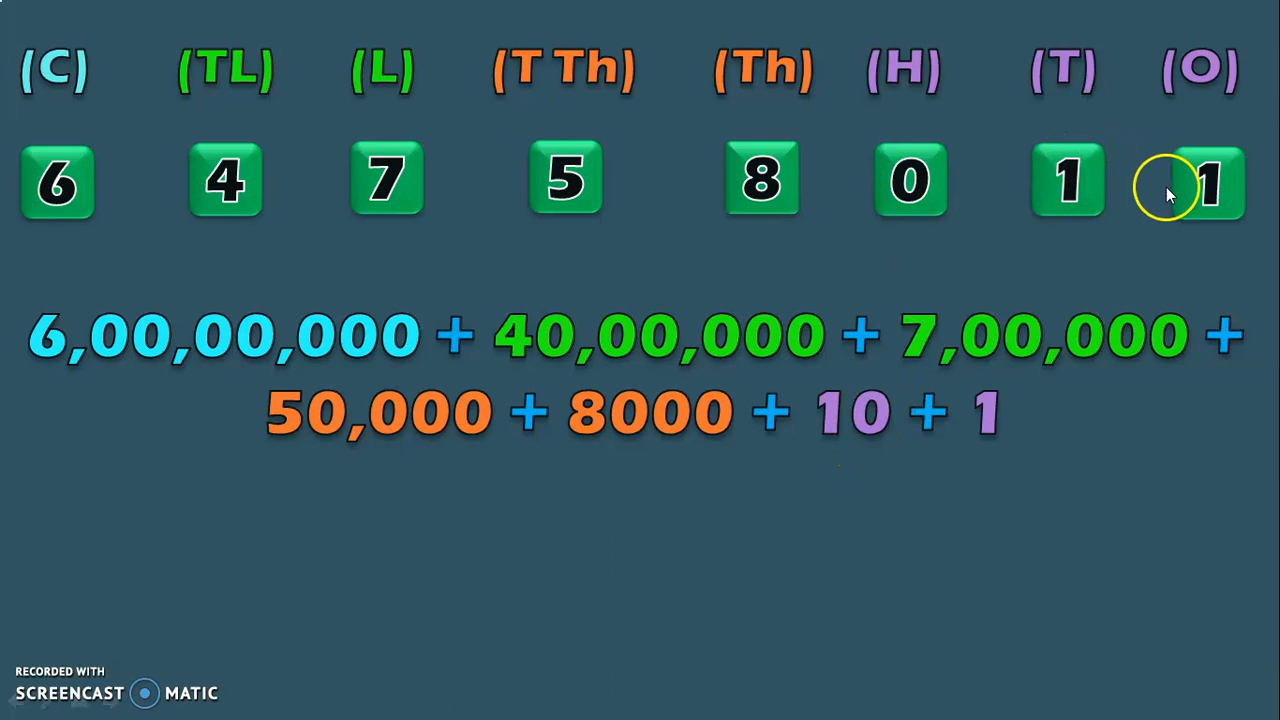 (C) (TL) (L) (T Th) (Th) (H) (T) (O)
6 4 7 5 8 0 1 1
6,00,00,000 + 40,00,000 + 7,00,000 +
50,000 + 8000 + 10 + 1
RECORDED WITH
SCREENCAST MATIC